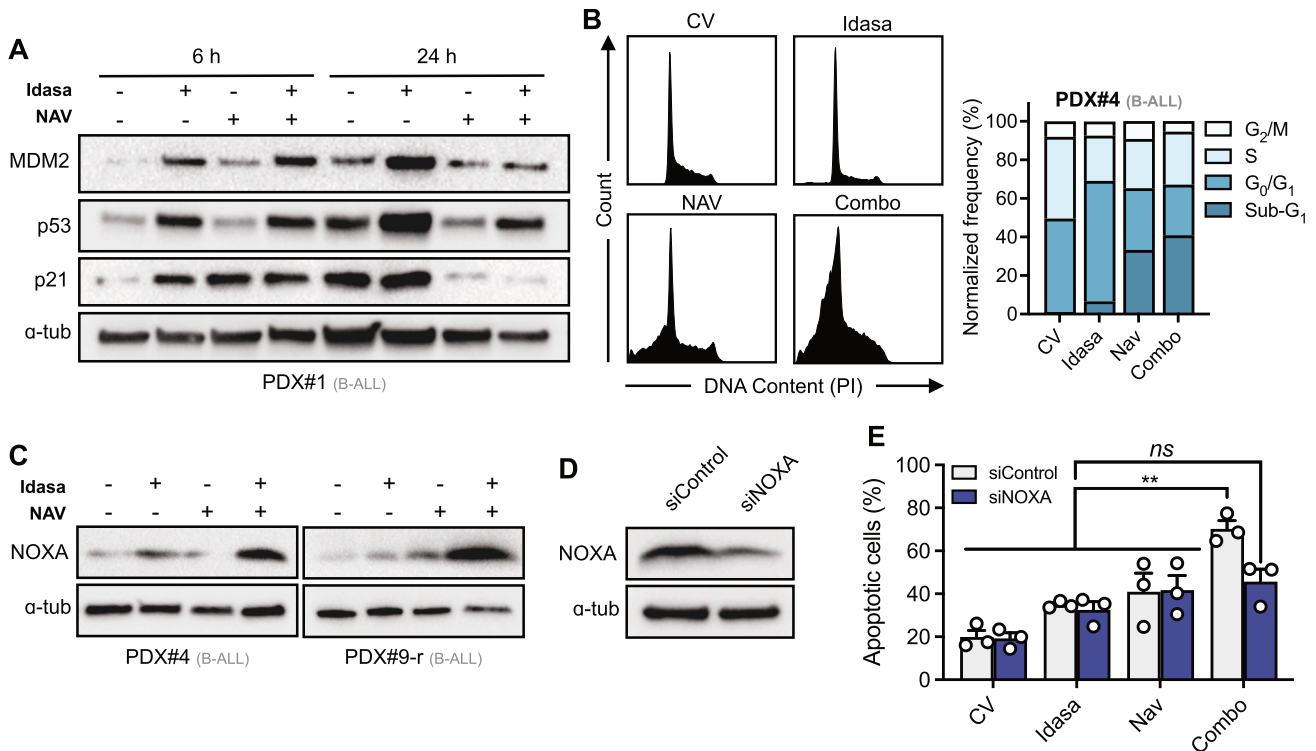 A
6 h 24 h
Idasa - + - + - + - +
NAV - - + + - - + +
MDM2
p53
p21
α-tub
PDX#1 (B-ALL)
B
CV Idasa
NAV Combo
Count
DNA Content (PI)
PDX#4 (B-ALL)
Normalized frequency (%)
100
80
60
40
20
0
CV Idasa Nav Combo
G2/M
S
G0/G1
Sub-G1
C
Idasa - + - + - + - +
NAV - - + + - - + +
NOXA
α-tub
PDX#4 (B-ALL) PDX#9-r (B-ALL)
D
siControl siNOXA
NOXA
α-tub
E
Apoptotic cells (%)
100
80
60
40
20
0
siControl
siNOXA
ns
**
CV Idasa Nav Combo